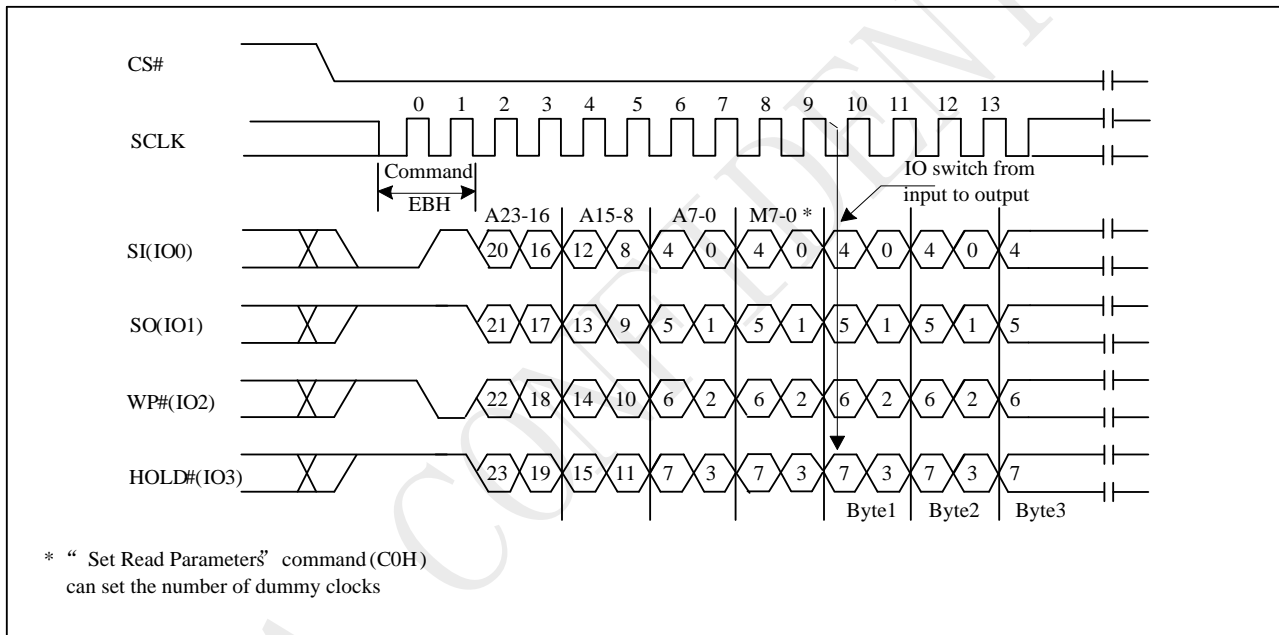 CS#
0 1 2 3 4 5 6 7 8 9 10 11 12 13
SCLK
Command
EBH
IO switch from
input to output
A23-16 A15-8 A7-0 M7-0 *
SI(IO0) 20 16 12 8 4 0 4 0 4 0 4 0 4
SO(IO1) 21 17 13 9 5 1 5 1 5 1 5 1 5
WP#(IO2) 22 18 14 10 6 2 6 2 6 2 6 2 6
HOLD#(IO3) 23 19 15 11 7 3 7 3 7 3 7 3 7
Byte1 Byte2 Byte3
* “ Set Read Parameters” command (C0H)
can set the number of dummy clocks
CONFIDENT